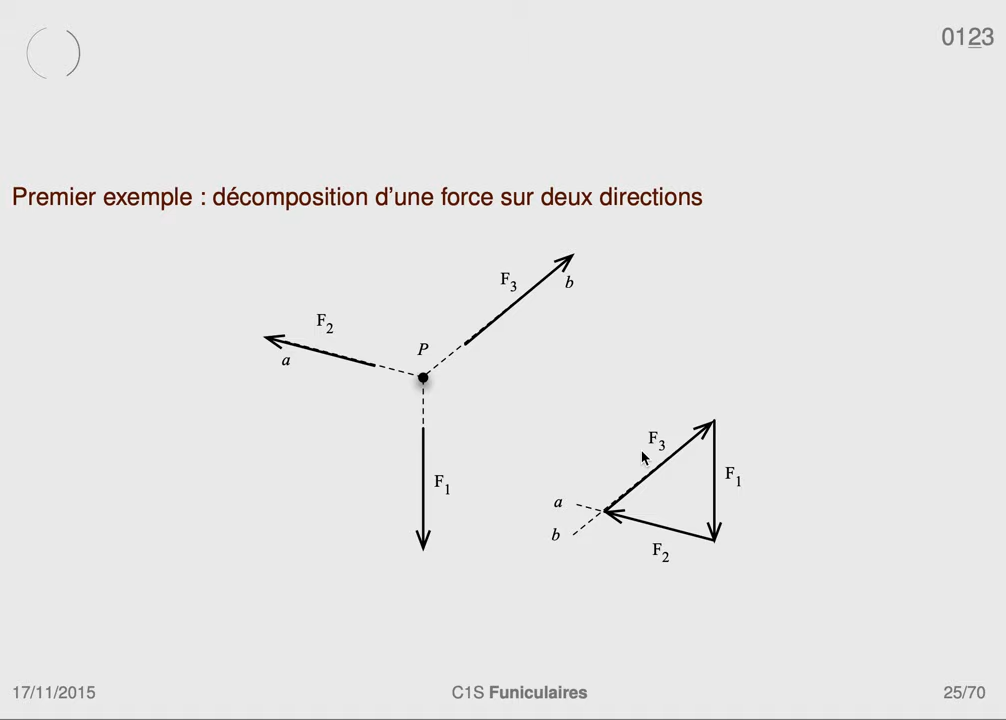 0123
Premier exemple : décomposition d'une force sur deux directions
F3
b
F2
a
P
F1
F3
F1
a
b
F2
17/11/2015
C1S Funiculaires
25/70